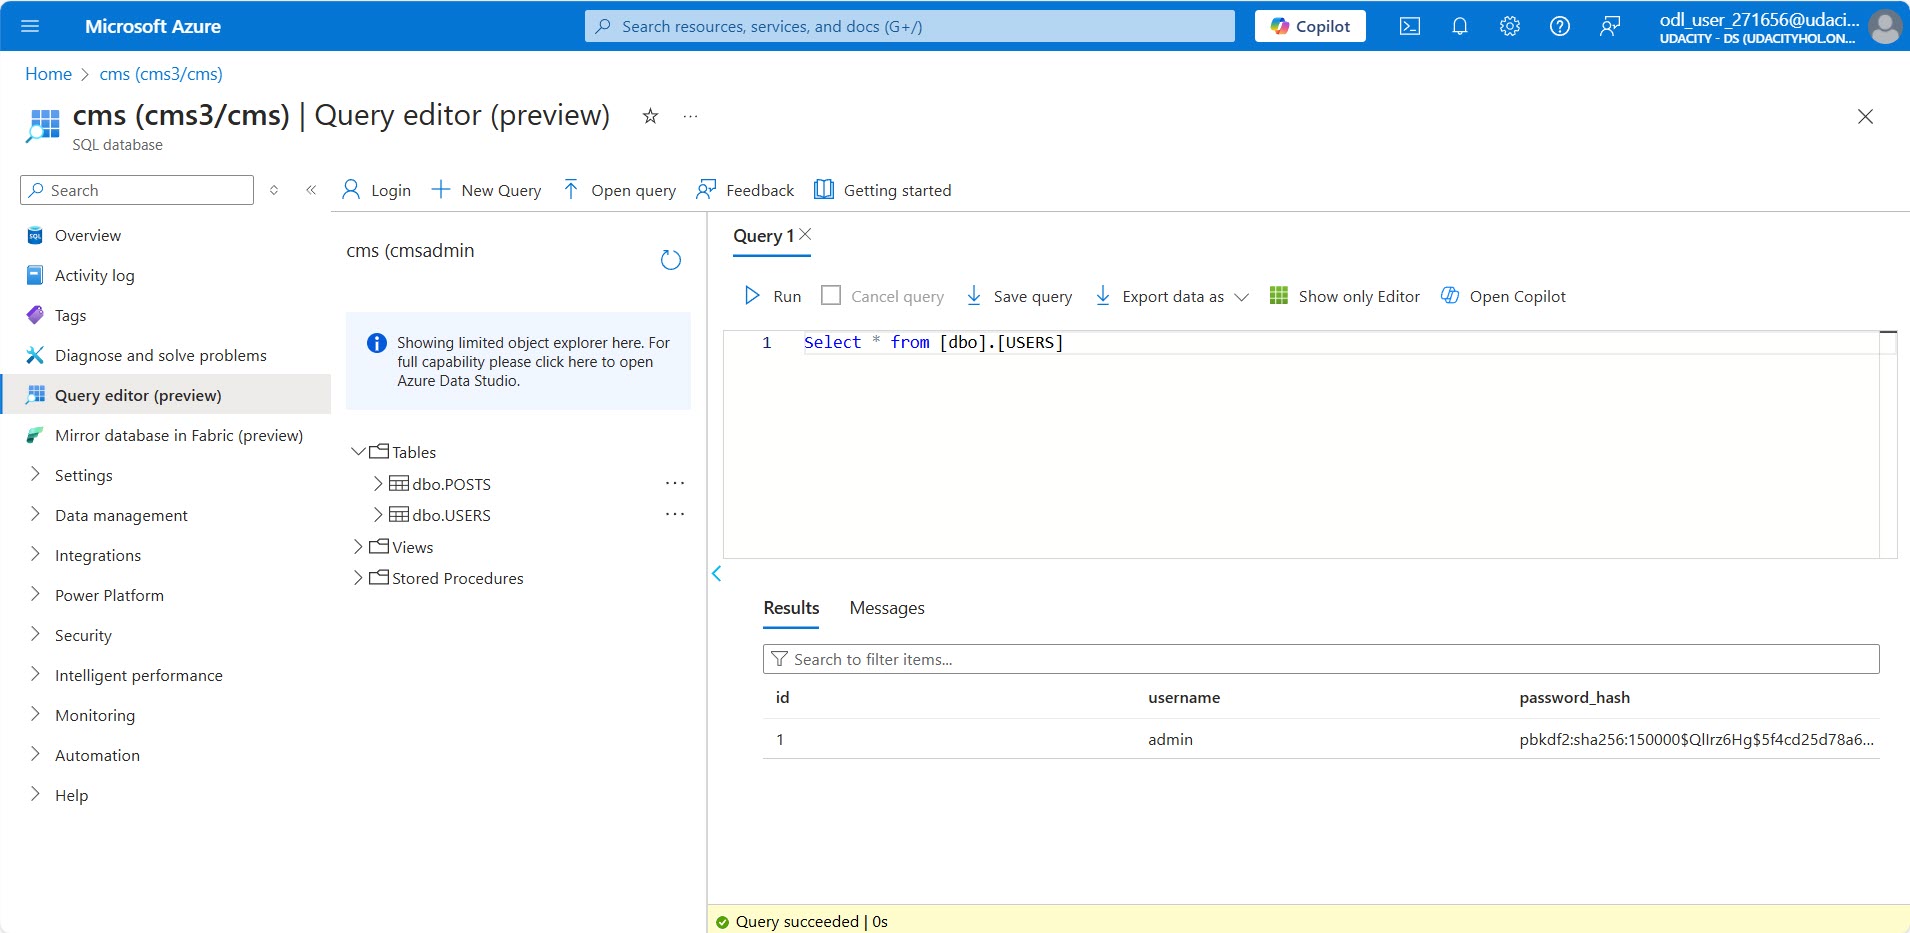 Microsoft Azure
Search resources, services, and docs (G+/)
Copilot
odl_user_271656@udaci...
UDACITY - DS (UDACITYHOL.ON...
Home > cms (cms3/cms)
cms (cms3/cms) | Query editor (preview)
SQL database
Search
Login
New Query
Open query
Feedback
Getting started
Overview
Activity log
Tags
Diagnose and solve problems
Query editor (preview)
Mirror database in Fabric (preview)
Settings
Data management
Integrations
Power Platform
Security
Intelligent performance
Monitoring
Automation
Help
cms (cmsadmin
Showing limited object explorer here. For
full capability please click here to open
Azure Data Studio.
Tables
dbo.POSTS
dbo.USERS
Views
Stored Procedures
Query 1
Run
Cancel query
Save query
Export data as
Show only Editor
Open Copilot
1 Select * from [dbo].[USERS]
Results Messages
Search to filter items...
id username password_hash
1 admin pbkdf2:sha256:150000$QlIrz6Hg$5f4cd25d78a6...
Query succeeded | 0s